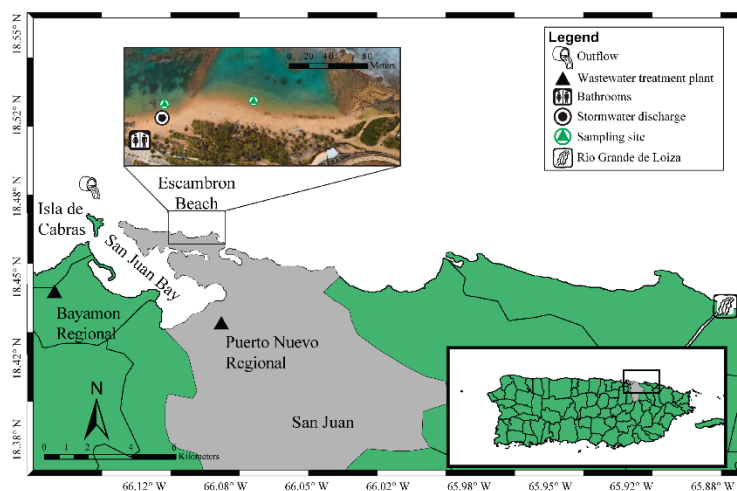 18.55° N
18.52° N
18.48° N
18.45° N
18.42° N
18.38° N
0 20 40 80
Meters
Legend
Outflow
Wastewater treatment plant
Bathrooms
Stormwater discharge
Sampling site
Rio Grande de Loiza
Escambron
Beach
Isla de
Cabras
San Juan Bay
Bayamon
Regional
Puerto Nuevo
Regional
San Juan
N
0 1 2 4 6
Kilometers
66.12° W
66.08° W
66.05° W
66.02° W
65.98° W
65.95° W
65.92° W
65.88° W